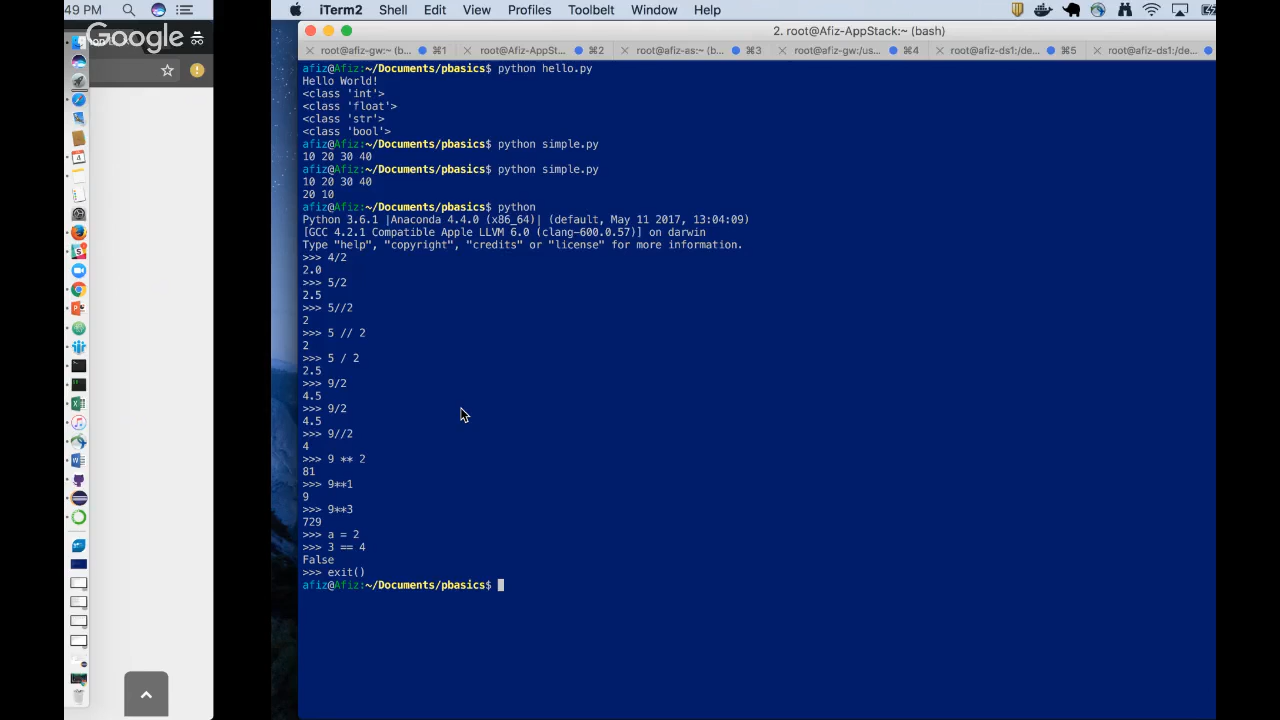 49 PM
Google
iTerm2 Shell Edit View Profiles Toolbelt Window Help
2. root@Afiz-AppStack:~ (bash)
root@afiz-gw:~ (b... ⌘1 root@Afiz-AppSt... ⌘2 root@afiz-as:~ (b... ⌘3 root@afiz-gw:/us... ⌘4 root@afiz-ds1:/de... ⌘5 root@afiz-ds1:/de...
afiz@Afiz:~/Documents/pbasics$ python hello.py
Hello World!
<class 'int'>
<class 'float'>
<class 'str'>
<class 'bool'>
afiz@Afiz:~/Documents/pbasics$ python simple.py
10 20 30 40
afiz@Afiz:~/Documents/pbasics$ python simple.py
10 20 30 40
20 10
afiz@Afiz:~/Documents/pbasics$ python
Python 3.6.1 |Anaconda 4.4.0 (x86_64)| (default, May 11 2017, 13:04:09)
[GCC 4.2.1 Compatible Apple LLVM 6.0 (clang-600.0.57)] on darwin
Type "help", "copyright", "credits" or "license" for more information.
>>> 4/2
2.0
>>> 5/2
2.5
>>> 5//2
2
>>> 5 // 2
2
>>> 5 / 2
2.5
>>> 9/2
4.5
>>> 9/2
4.5
>>> 9//2
4
>>> 9 ** 2
81
>>> 9**1
9
>>> 9**3
729
>>> a = 2
>>> 3 == 4
False
>>> exit()
afiz@Afiz:~/Documents/pbasics$